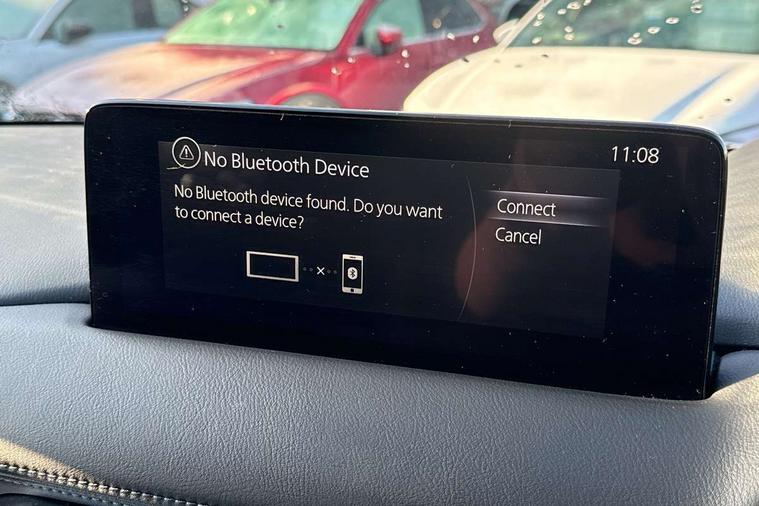 No Bluetooth Device
11:08
No Bluetooth device found. Do you want
to connect a device?
Connect
Cancel